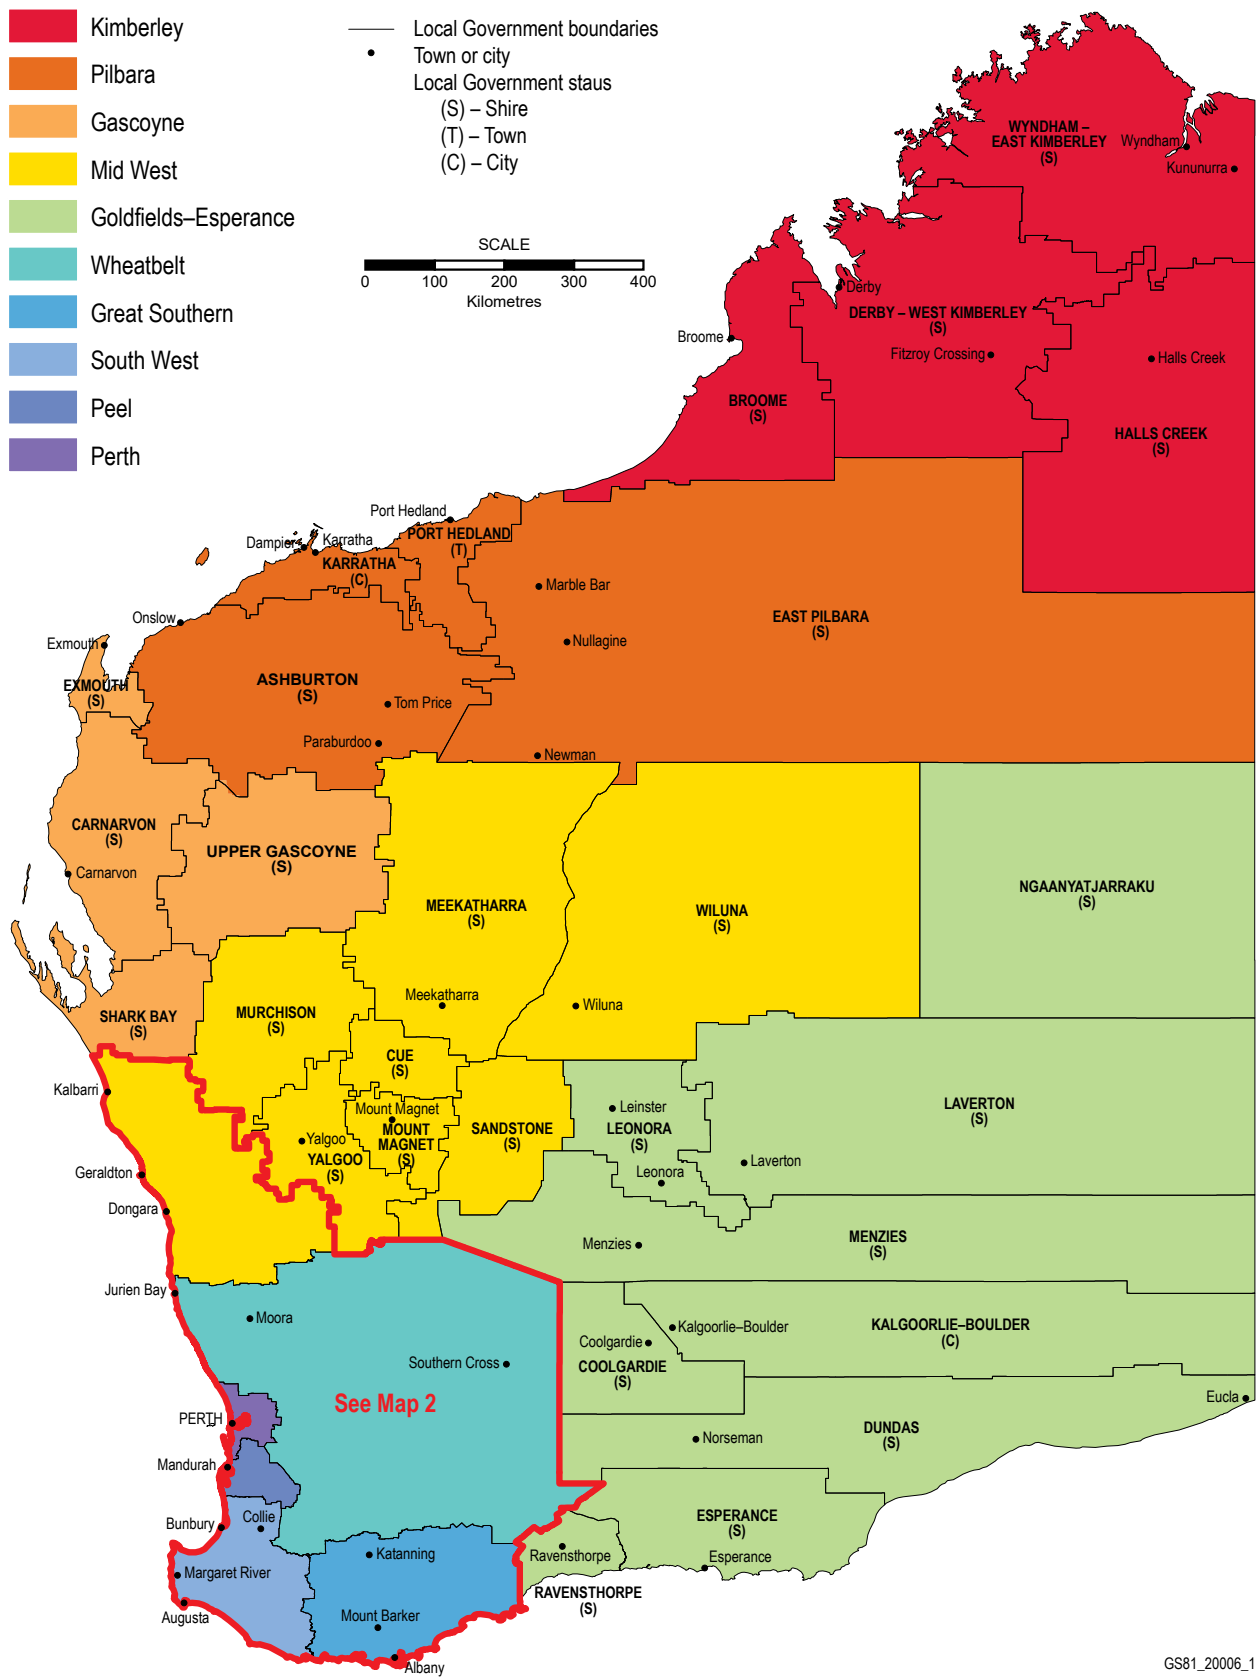 Kimberley
Pilbara
Gascoyne
Mid West
Goldfields–Esperance
Wheatbelt
Great Southern
South West
Peel
Perth
Local Government boundaries
Town or city
Local Government staus
(S) – Shire
(T) – Town
(C) – City
SCALE
0 100 200 300 400
Kilometres
WYNDHAM –
EAST KIMBERLEY
(S)
Wyndham
Kununurra
Derby
DERBY – WEST KIMBERLEY
(S)
Fitzroy Crossing
Broome
BROOME
(S)
Halls Creek
HALLS CREEK
(S)
Port Hedland
PORT HEDLAND
(T)
Dampier
Karratha
KARRATHA
(C)
Marble Bar
Onslow
EAST PILBARA
(S)
Nullagine
Exmouth
EXMOUTH
(S)
ASHBURTON
(S)
Tom Price
Paraburdoo
Newman
CARNARVON
(S)
Carnarvon
UPPER GASCOYNE
(S)
MEEKATHARRA
(S)
WILUNA
(S)
NGAANYATJARRAKU
(S)
Meekatharra
Wiluna
SHARK BAY
(S)
MURCHISON
(S)
CUE
(S)
Kalbarri
Mount Magnet
MOUNT
MAGNET
(S)
Yalgoo
YALGOO
(S)
SANDSTONE
(S)
Leinster
LEONORA
(S)
Leonora
LAVERTON
(S)
Laverton
Geraldton
Dongara
Menzies
MENZIES
(S)
Jurien Bay
Moora
Southern Cross
Kalgoorlie–Boulder
KALGOORLIE–BOULDER
(C)
Coolgardie
COOLGARDIE
(S)
See Map 2
Eucla
PERTH
DUNDAS
(S)
Norseman
Mandurah
Bunbury
Collie
ESPERANCE
(S)
Katanning
Ravensthorpe
Esperance
Margaret River
RAVENSTHORPE
(S)
Augusta
Mount Barker
Albany
GS81_20006_1